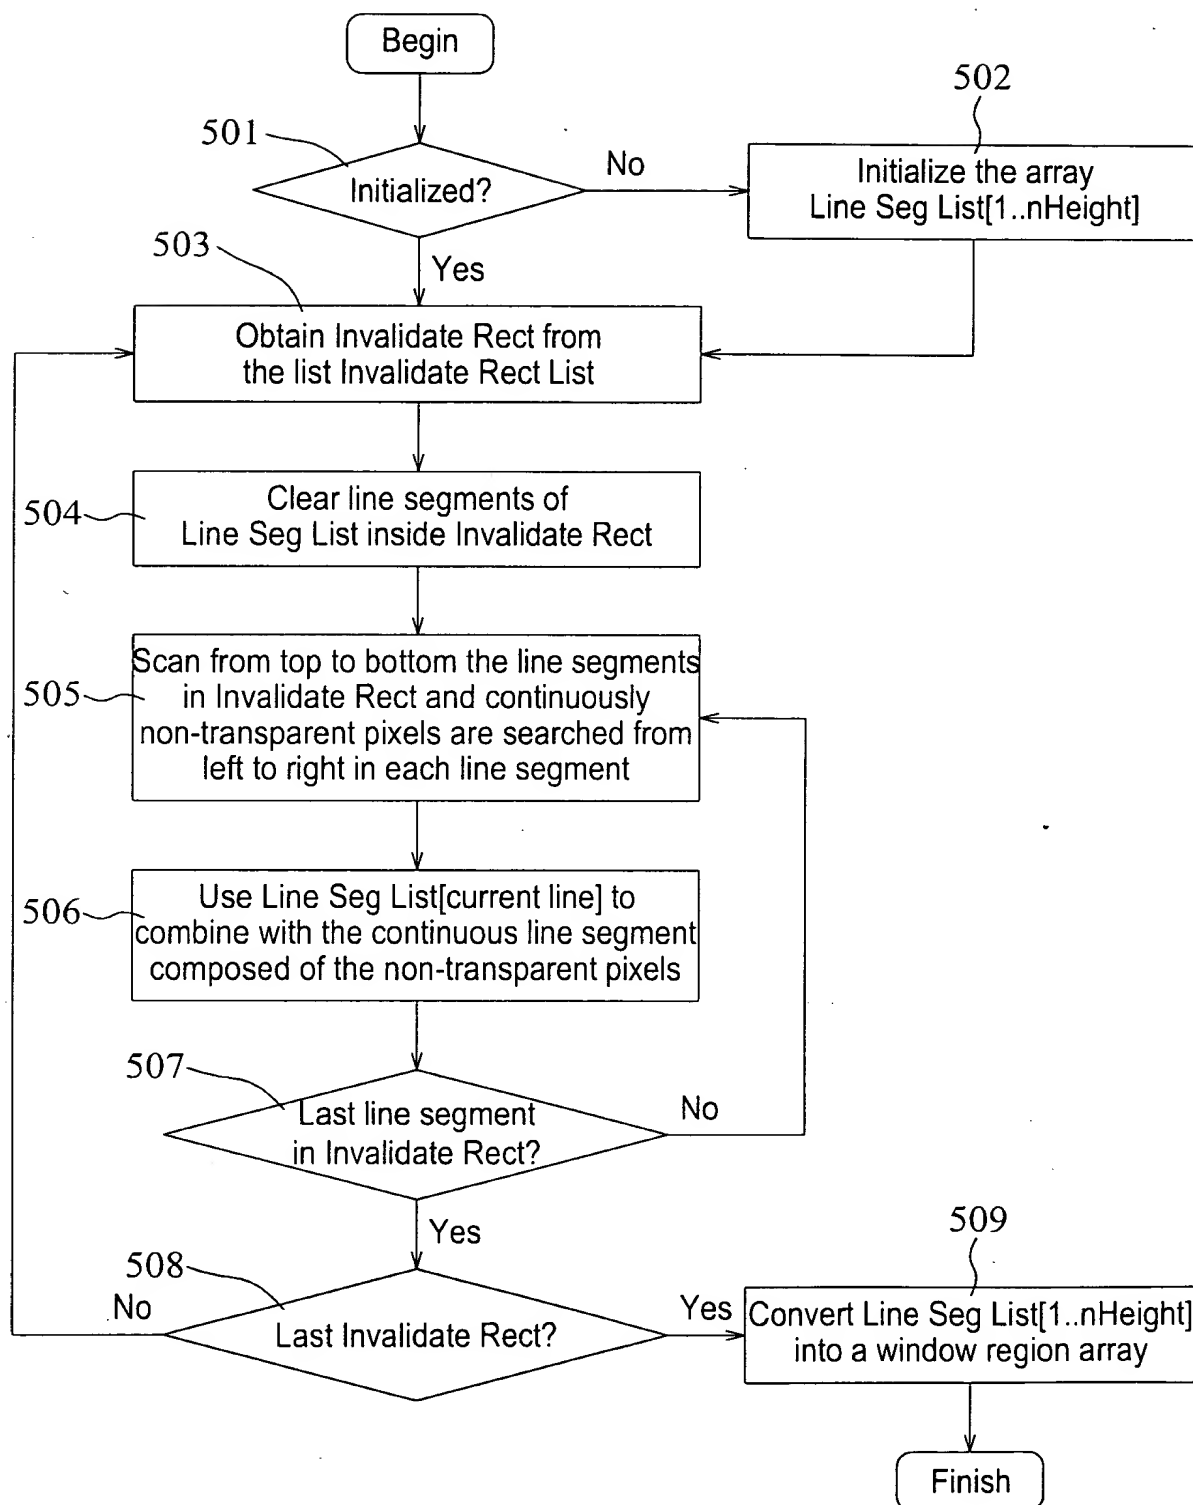 Begin
502
501
No
Initialize the array
Line Seg List[1..nHeight]
Initialized?
503
Yes
Obtain Invalidate Rect from
the list Invalidate Rect List
504
Clear line segments of
Line Seg List inside Invalidate Rect
505
Scan from top to bottom the line segments
in Invalidate Rect and continuously
non-transparent pixels are searched from
left to right in each line segment
506
Use Line Seg List[current line] to
combine with the continuous line segment
composed of the non-transparent pixels
507
Last line segment
in Invalidate Rect?
No
Yes
508
509
No
Last Invalidate Rect?
Yes
Convert Line Seg List[1..nHeight]
into a window region array
Finish